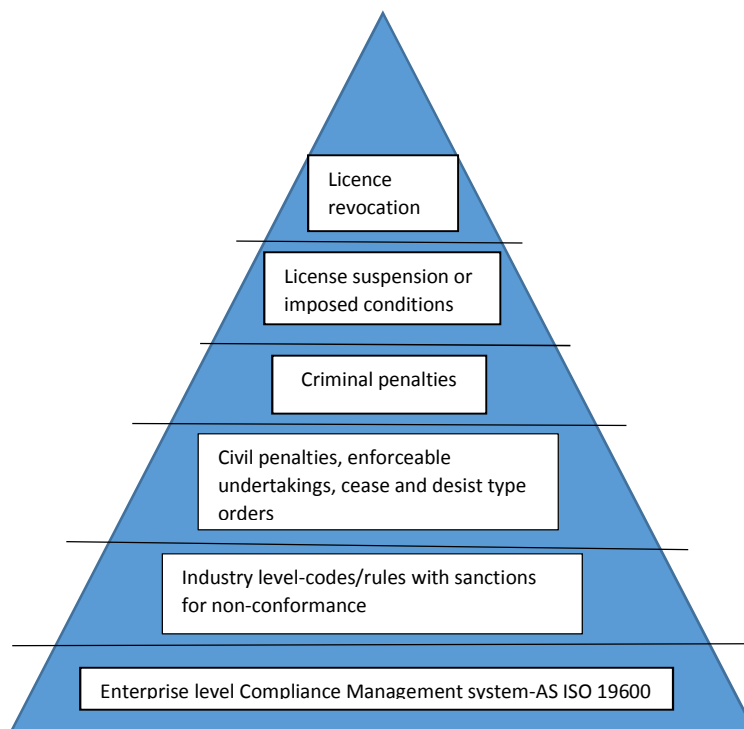 Licence
revocation
License suspension or
imposed conditions
Criminal penalties
Civil penalties, enforceable
undertakings, cease and desist type
orders
Industry level-codes/rules with sanctions
for non-conformance
Enterprise level Compliance Management system-AS ISO 19600